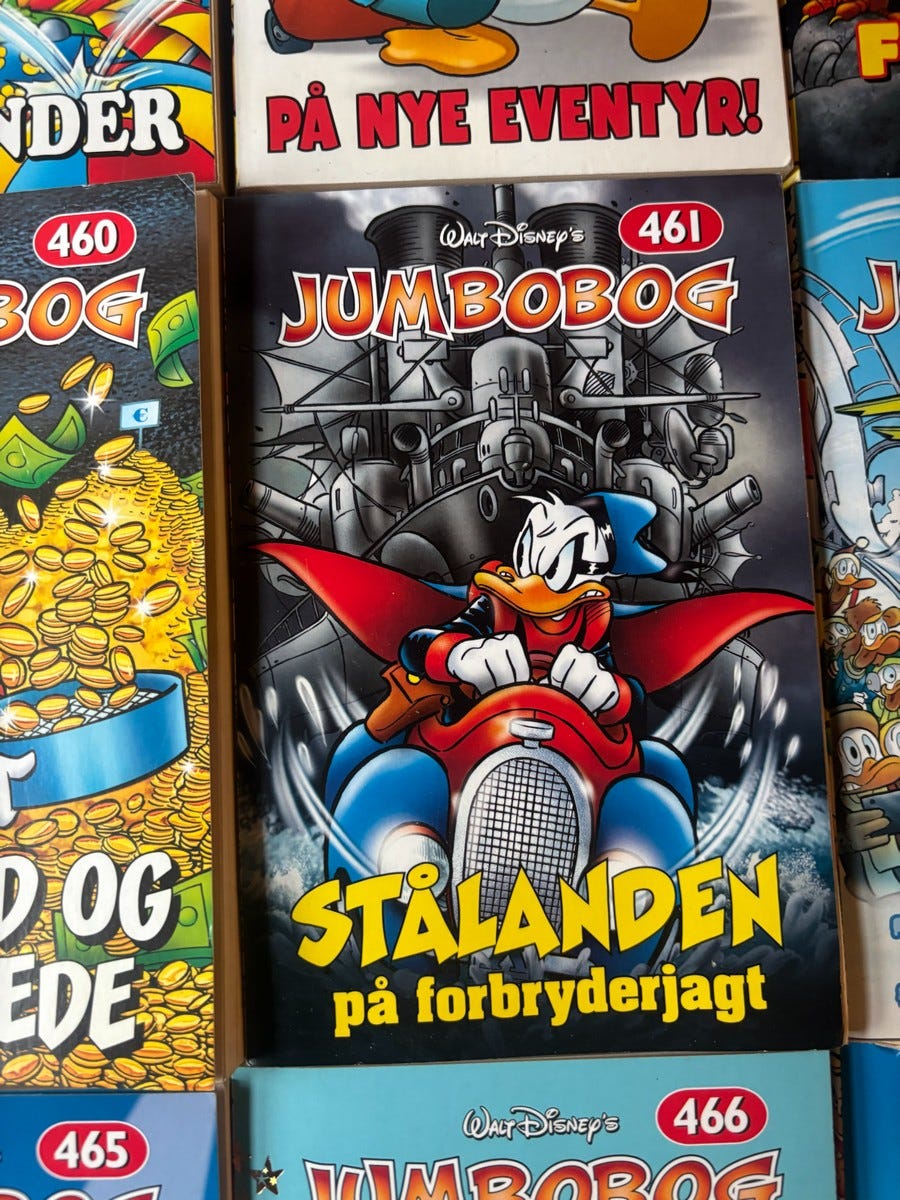 NDER
PÅ NYE EVENTYR!
F
460
BOG
€
D OG
EDE
WALT DISNEY'S
461
JUMBOBOG
STÅLANDEN
på forbryderjagt
J
465
WALT DISNEY'S
466
JUMBOBOG